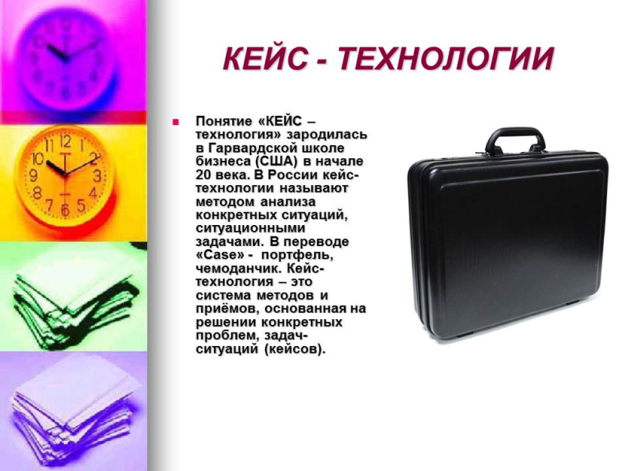 КЕЙС - ТЕХНОЛОГИИ
Понятие «КЕЙС –
технология» зародилась
в Гарвардской школе
бизнеса (США) в начале
20 века. В России кейс-
технологии называют
методом анализа
конкретных ситуаций,
ситуационными
задачами. В переводе
«Case» - портфель,
чемоданчик. Кейс-
технология – это
система методов и
приёмов, основанная на
решении конкретных
проблем, задач-
ситуаций (кейсов).